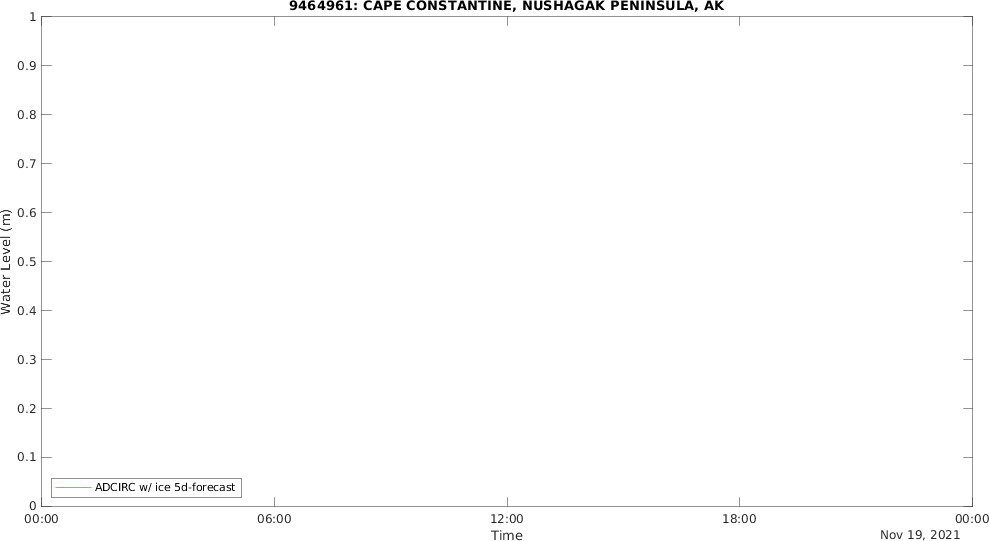 9464961: CAPE CONSTANTINE, NUSHAGAK PENINSULA, AK
1
0.9
0.8
0.7
0.6
0.5
0.4
0.3
0.2
0.1
0
Water Level (m)
ADCIRC w/ ice 5d-forecast
00:00 06:00 12:00 18:00 00:00
Time
Nov 19, 2021